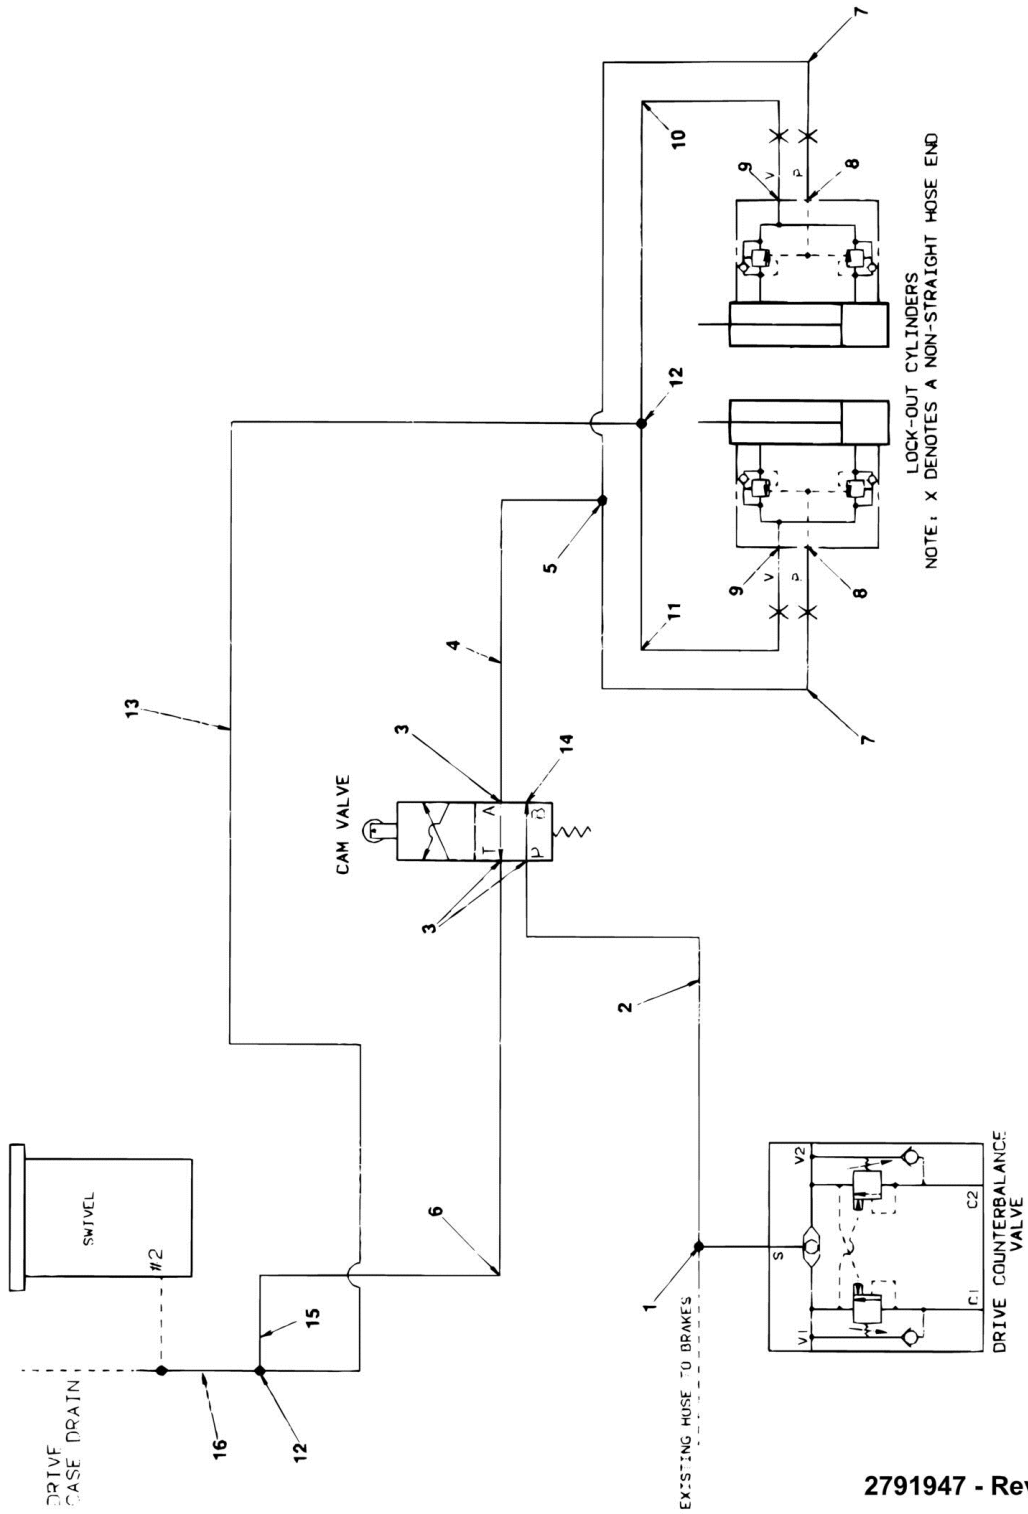 DRIVE
CASE DRAIN
SWIVEL
#2
16
12
15
6
13
CAM VALVE
3
T
A
P
B
3
14
4
5
12
11
10
7
7
9
V
P
8
9
V
P
8
LOCK-OUT CYLINDERS
NOTE: X DENOTES A NON-STRAIGHT HOSE END
2
1
EXISTING HOSE TO BRAKES
S
V1
V2
C1
C2
DRIVE COUNTERBALANCE
VALVE
2791947 - Rev